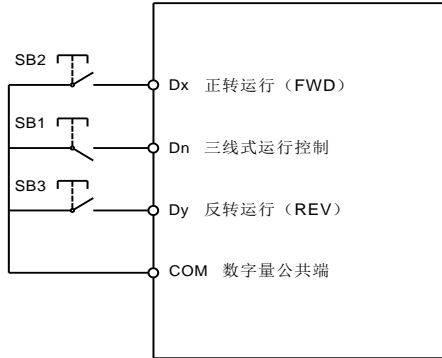 SB2
Dx 正转运行（FWD）
SB1
Dn 三线式运行控制
SB3
Dy 反转运行（REV）
COM 数字量公共端